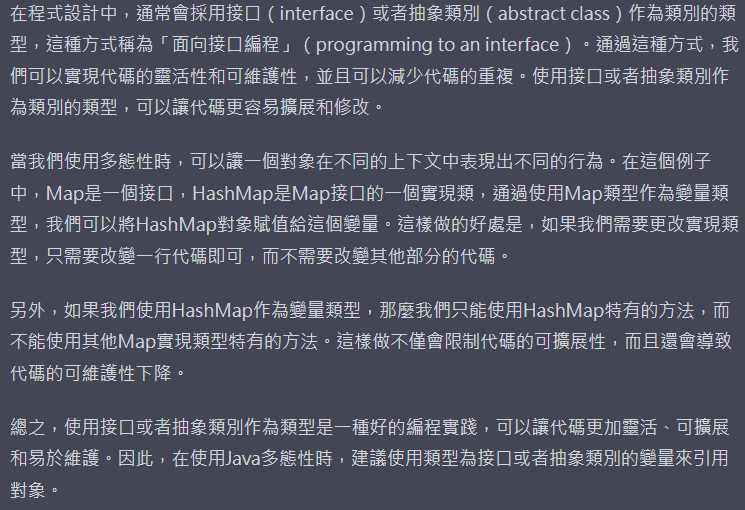 在程式設計中，通常會採用接口（interface）或者抽象類別（abstract class）作為類別的類
型，這種方式稱為「面向接口編程」（programming to an interface）。通過這種方式，我
們可以實現代碼的靈活性和可維護性，並且可以減少代碼的重複。使用接口或者抽象類別作
為類別的類型，可以讓代碼更容易擴展和修改。
當我們使用多態性時，可以讓一個對象在不同的上下文中表現出不同的行為。在這個例子
中，Map是一個接口，HashMap是Map接口的一個實現類，通過使用Map類型作為變量類
型，我們可以將HashMap對象賦值給這個變量。這樣做的好處是，如果我們需要更改實現類
型，只需要改變一行代碼即可，而不需要改變其他部分的代碼。
另外，如果我們使用HashMap作為變量類型，那麼我們只能使用HashMap特有的方法，而
不能使用其他Map實現類型特有的方法。這樣做不僅會限制代碼的可擴展性，而且還會導致
代碼的可維護性下降。
總之，使用接口或者抽象類別作為類型是一種好的編程實踐，可以讓代碼更加靈活、可擴展
和易於維護。因此，在使用Java多態性時，建議使用類型為接口或者抽象類別的變量來引用
對象。